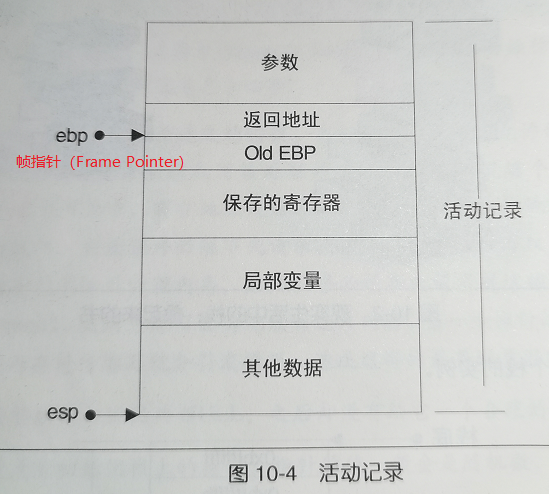 参数
返回地址
ebp
帧指针（Frame Pointer）
Old EBP
保存的寄存器
活动记录
局部变量
其他数据
esp
图 10-4 活动记录